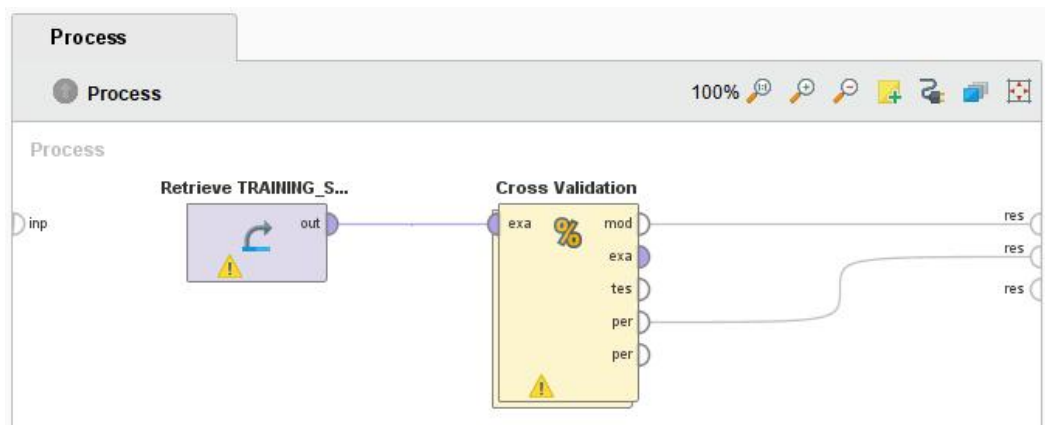 Process
Process
100%
Process
Retrieve TRAINING_S...
Cross Validation
inp
out
exa
%
mod
exa
tes
per
per
res
res
res